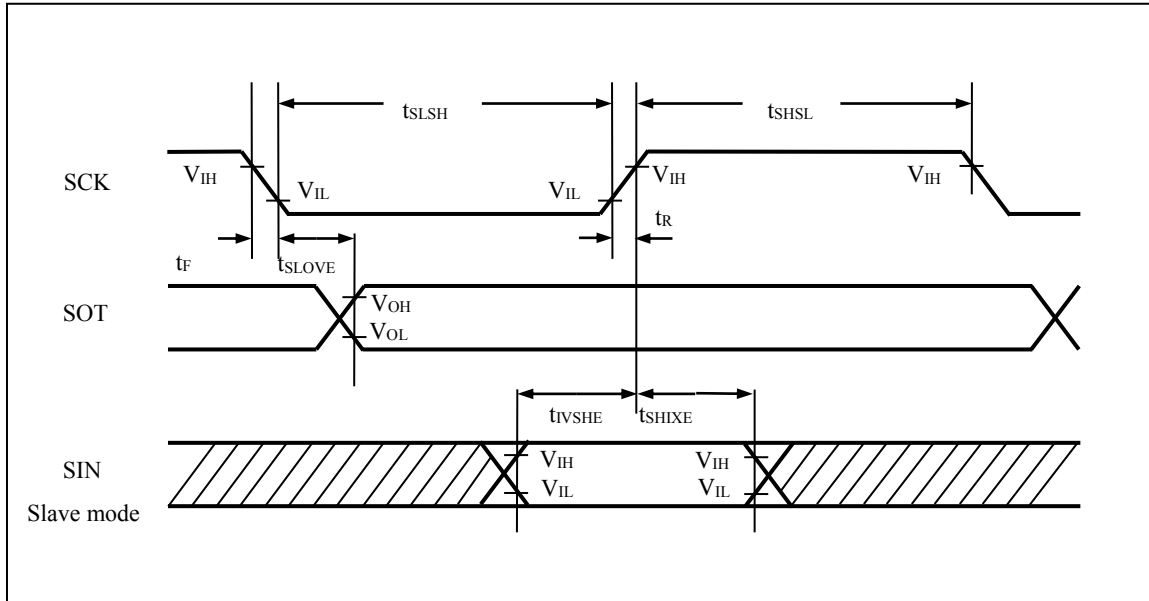 tSLSH
tSHSL
SCK
VIH
VIL
VIL
VIH
VIH
tR
tF
tSLOVE
SOT
VOH
VOL
tIVSHE
tSHIXE
SIN
VIH
VIH
VIL
VIL
Slave mode